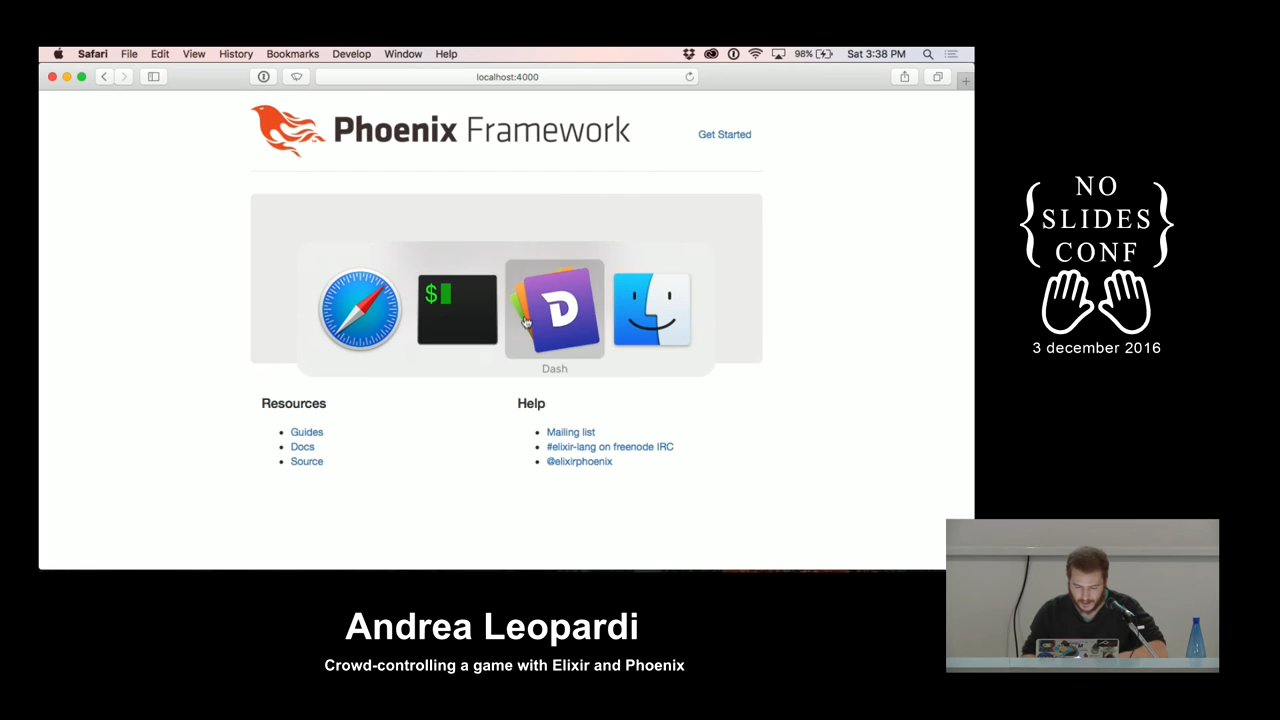 Safari File Edit View History Bookmarks Develop Window Help 98% Sat 3:38 PM
localhost:4000
Phoenix Framework
Get Started
$
D
Dash
Resources
Help
Guides
Docs
Source
Mailing list
#elixir-lang on freenode IRC
@elixirphoenix
NO
SLIDES
CONF
3 december 2016
Andrea Leopardi
Crowd-controlling a game with Elixir and Phoenix